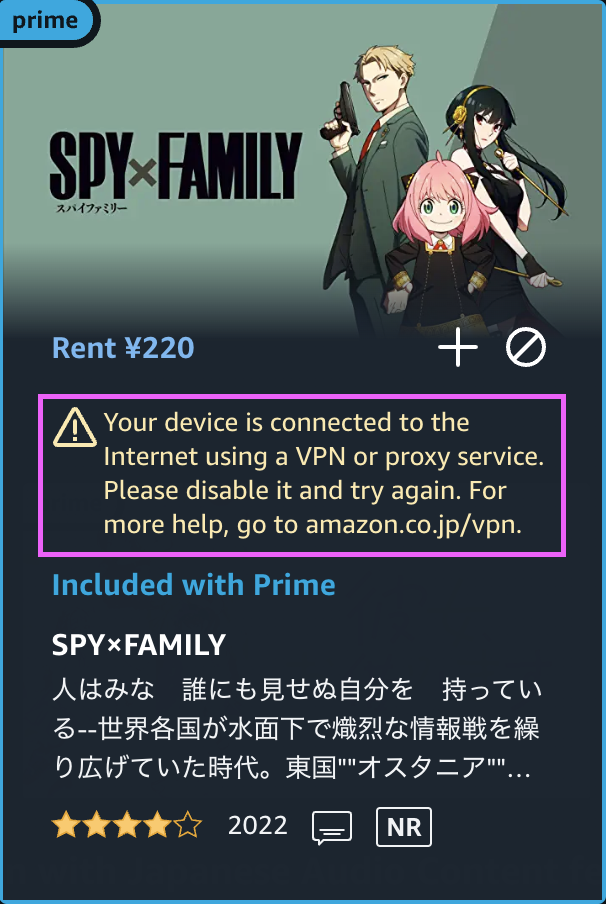 prime
SPY×FAMILY
スパイファミリー
Rent ¥220
Your device is connected to the
Internet using a VPN or proxy service.
Please disable it and try again. For
more help, go to amazon.co.jp/vpn.
Included with Prime
SPY×FAMILY
人はみな　誰にも見せぬ自分を　持ってい
る--世界各国が水面下で熾烈な情報戦を繰
り広げていた時代。東国""オスタニア""...
2022
NR